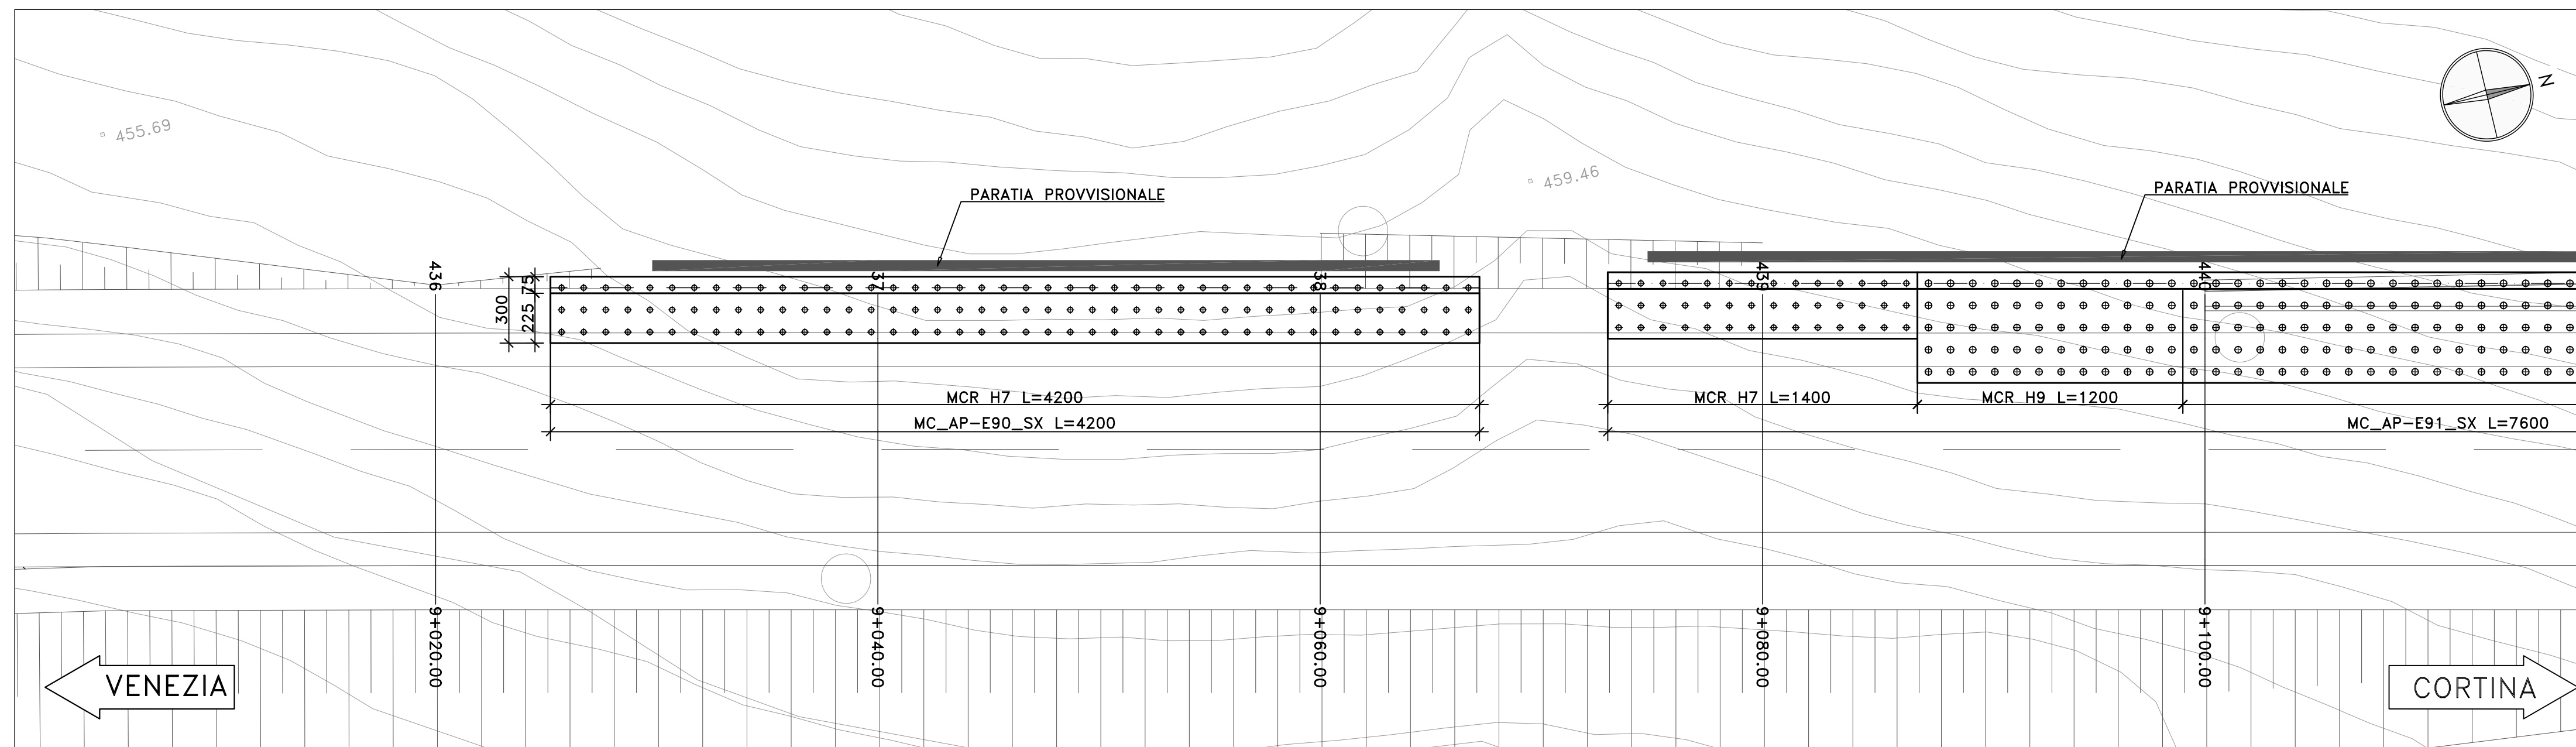 N
455.69
459.46
PARATIA PROVVISIONALE
PARATIA PROVVISIONALE
436
37
38
439
440
75
225
300
MCR H7 L=4200
MC_AP-E90_SX L=4200
MCR H7 L=1400
MCR H9 L=1200
MC_AP-E91_SX L=7600
9+020.00
9+040.00
9+060.00
9+080.00
9+100.00
VENEZIA
CORTINA